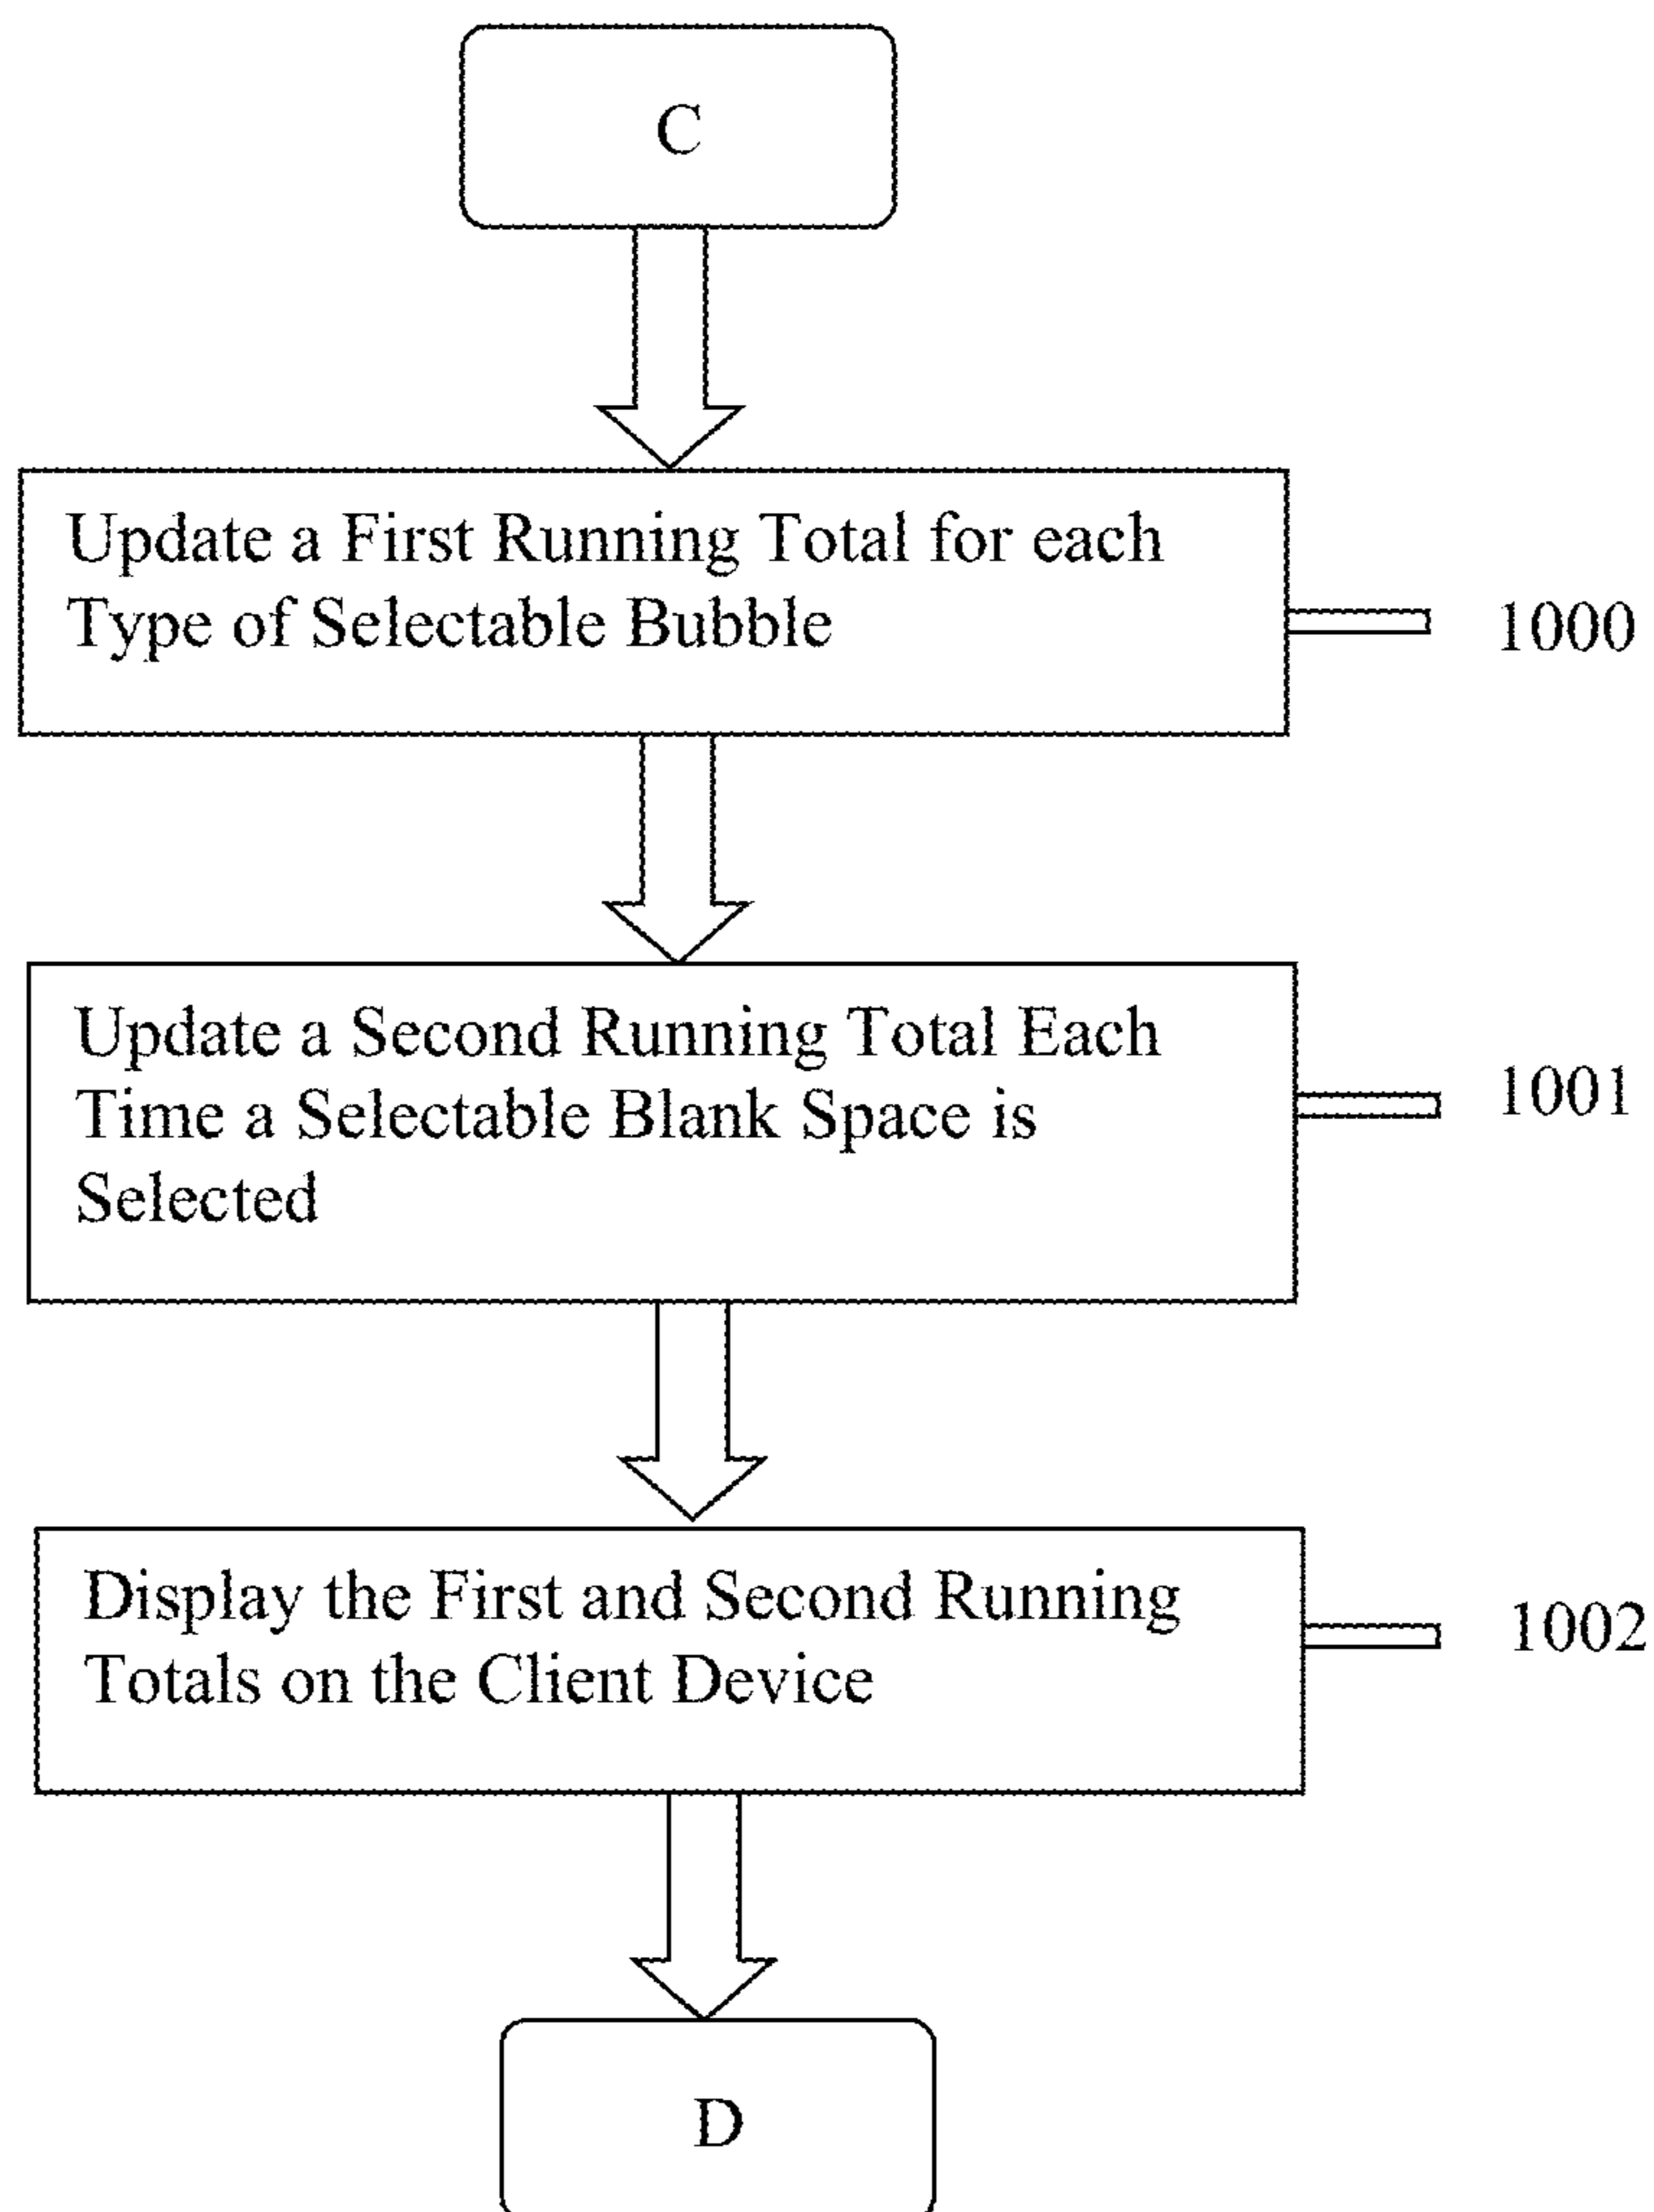 C
Update a First Running Total for each
Type of Selectable Bubble
1000
Update a Second Running Total Each
Time a Selectable Blank Space is
Selected
1001
Display the First and Second Running
Totals on the Client Device
1002
D